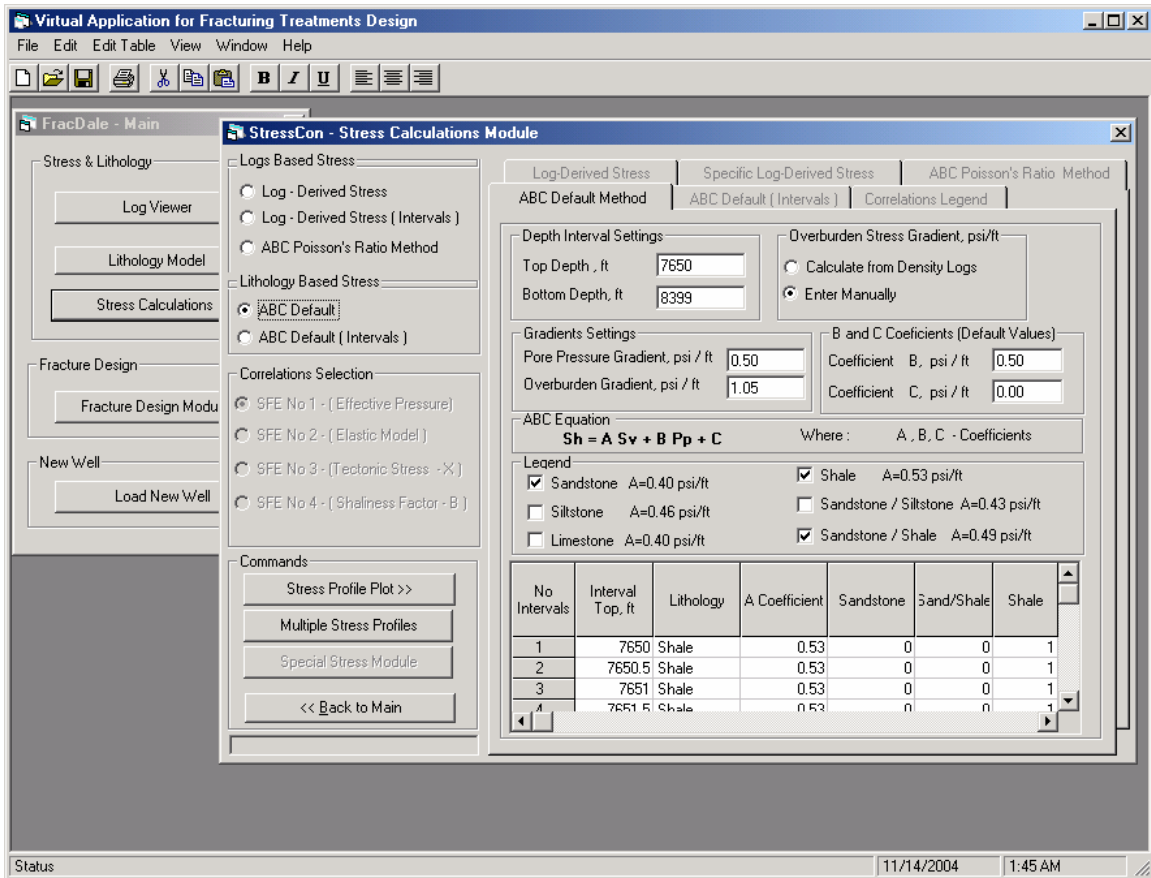 Virtual Application for Fracturing Treatments Design
File Edit Edit Table View Window Help
B I U
FracDale - Main
Stress & Lithology
Log Viewer
Lithology Model
Stress Calculations
Fracture Design
Fracture Design Modu
New Well
Load New Well
StressCon - Stress Calculations Module
Logs Based Stress
Log - Derived Stress
Log - Derived Stress ( Intervals )
ABC Poisson's Ratio Method
Lithology Based Stress
ABC Default
ABC Default ( Intervals )
Correlations Selection
SFE No 1 - ( Effective Pressure)
SFE No 2 - ( Elastic Model )
SFE No 3 - (Tectonic Stress - X )
SFE No 4 - ( Shaliness Factor - B )
Commands
Stress Profile Plot >>
Multiple Stress Profiles
Special Stress Module
<< Back to Main
Log-Derived Stress Specific Log-Derived Stress ABC Poison's Ratio Method
ABC Default Method ABC Default ( Intervals ) Correlations Legend
Depth Interval Settings
Top Depth , ft 7650
Bottom Depth, ft 8399
Overburden Stress Gradient, psi/ft
Calculate from Density Logs
Enter Manually
Gradients Settings
Pore Pressure Gradient, psi / ft 0.50
Overburden Gradient, psi / ft 1.05
B and C Coeficients (Default Values)
Coefficient B, psi / ft 0.50
Coefficient C, psi / ft 0.00
ABC Equation
Sh = A Sv + B Pp + C Where : A , B, C - Coefficients
Legend
Sandstone A=0.40 psi/ft Shale A=0.53 psi/ft
Siltstone A=0.46 psi/ft Sandstone / Siltstone A=0.43 psi/ft
Limestone A=0.40 psi/ft Sandstone / Shale A=0.49 psi/ft
No Intervals Interval Top, ft Lithology A Coefficient Sandstone Sand/Shale Shale
1 7650 Shale 0.53 0 0 1
2 7650.5 Shale 0.53 0 0 1
3 7651 Shale 0.53 0 0 1
4 7651.5 Shale 0.53 0 0 1
Status 11/14/2004 1:45 AM